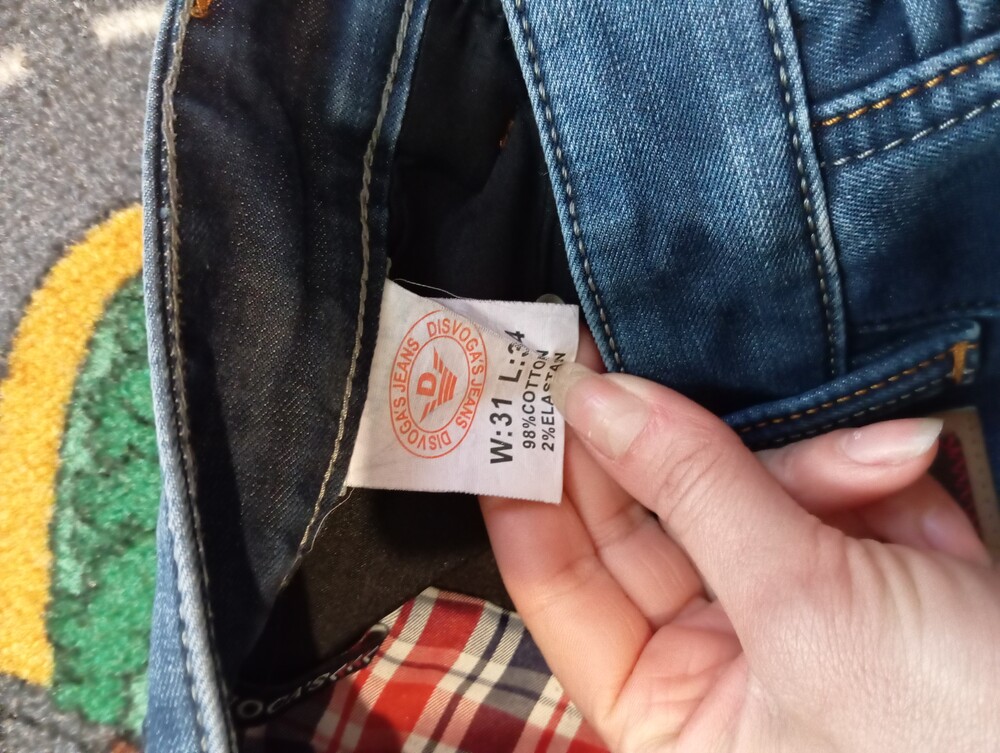 DISVOGA'S JEANS
DISVOGA'S JEANS
D
W:31 L:34
98%COTTON
2%ELASTAN